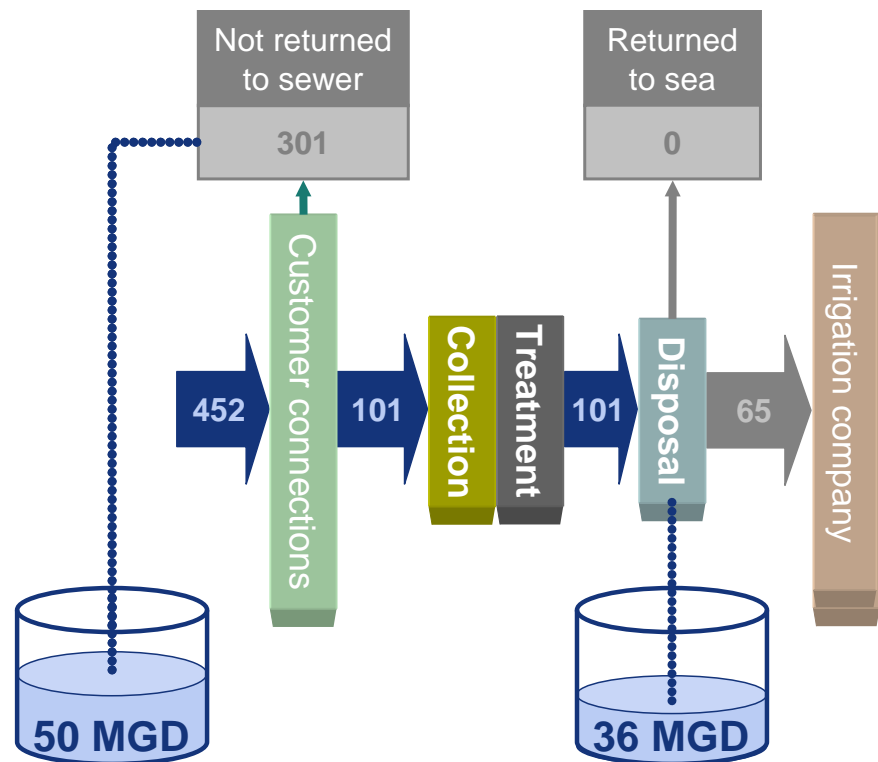 Not returned
to sewer
301
Returned
to sea
0
452
Customer connections
101
Collection
Treatment
101
Disposal
65
Irrigation company
50 MGD
36 MGD